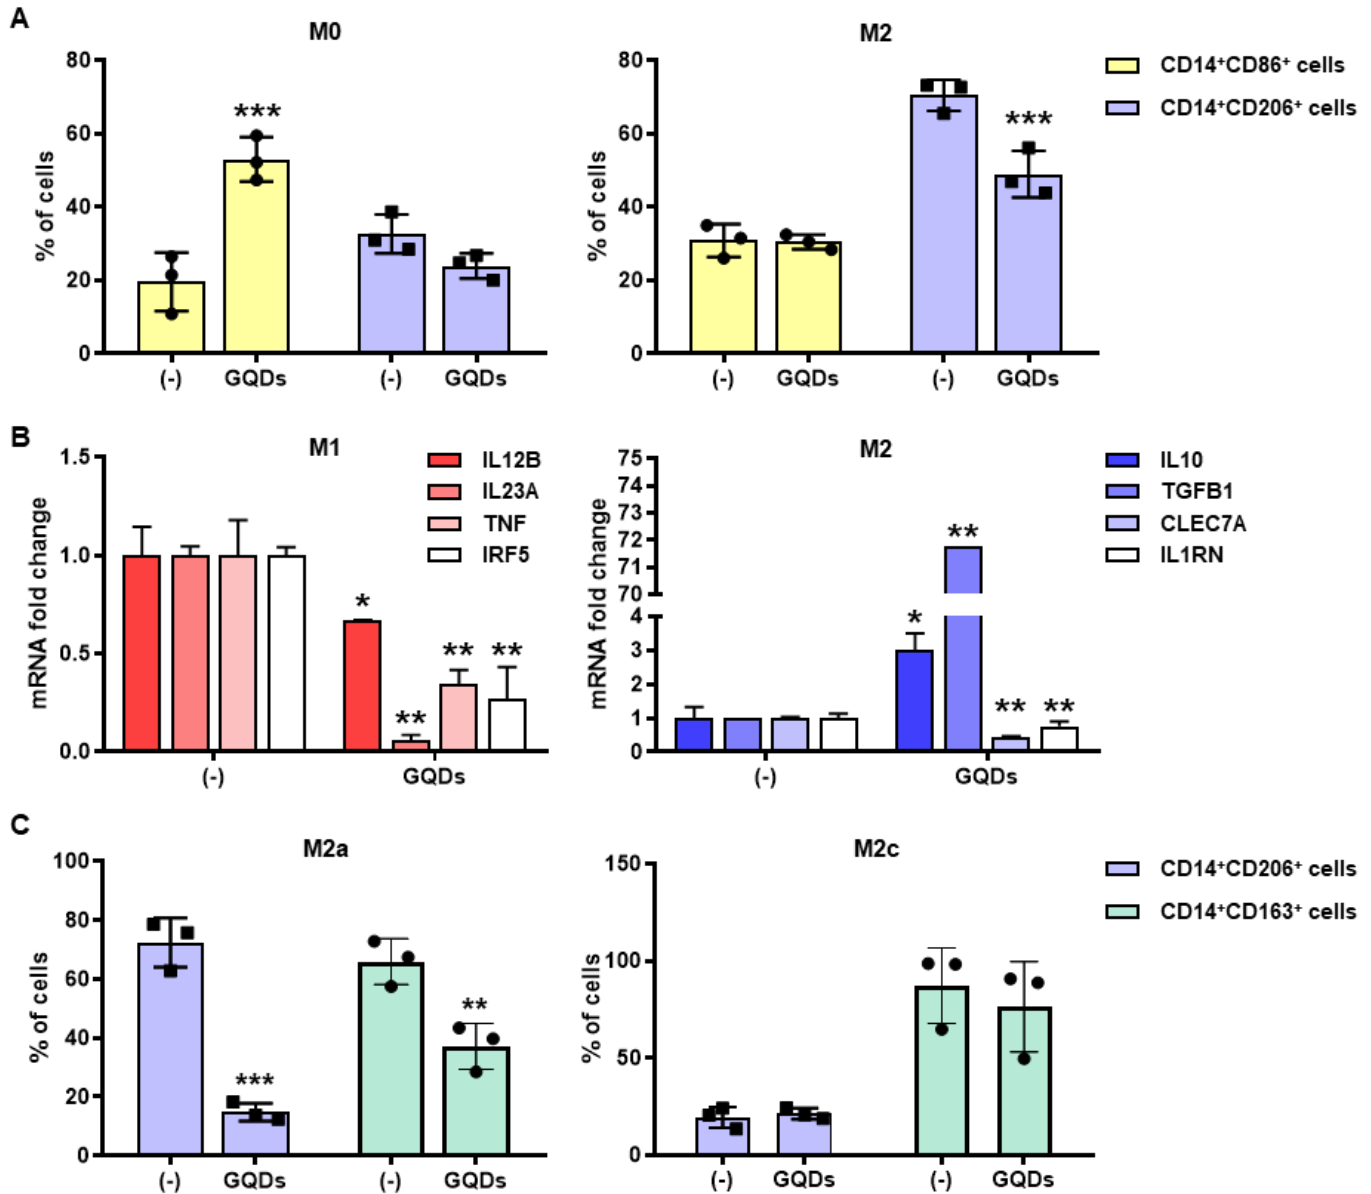 A
M0
M2
CD14⁺CD86⁺ cells
CD14⁺CD206⁺ cells
% of cells
80
60
40
20
0
(-)
GQDs
(-)
GQDs
% of cells
80
60
40
20
0
(-)
GQDs
(-)
GQDs
***
***
B
M1
M2
IL12B
IL23A
TNF
IRF5
IL10
TGFB1
CLEC7A
IL1RN
mRNA fold change
1.5
1.0
0.5
0.0
*
**
**
**
(-)
GQDs
mRNA fold change
75
74
73
72
71
70
4
3
2
1
0
*
**
**
**
(-)
GQDs
C
M2a
M2c
CD14⁺CD206⁺ cells
CD14⁺CD163⁺ cells
% of cells
100
80
60
40
20
0
***
**
(-)
GQDs
(-)
GQDs
% of cells
150
100
50
0
(-)
GQDs
(-)
GQDs